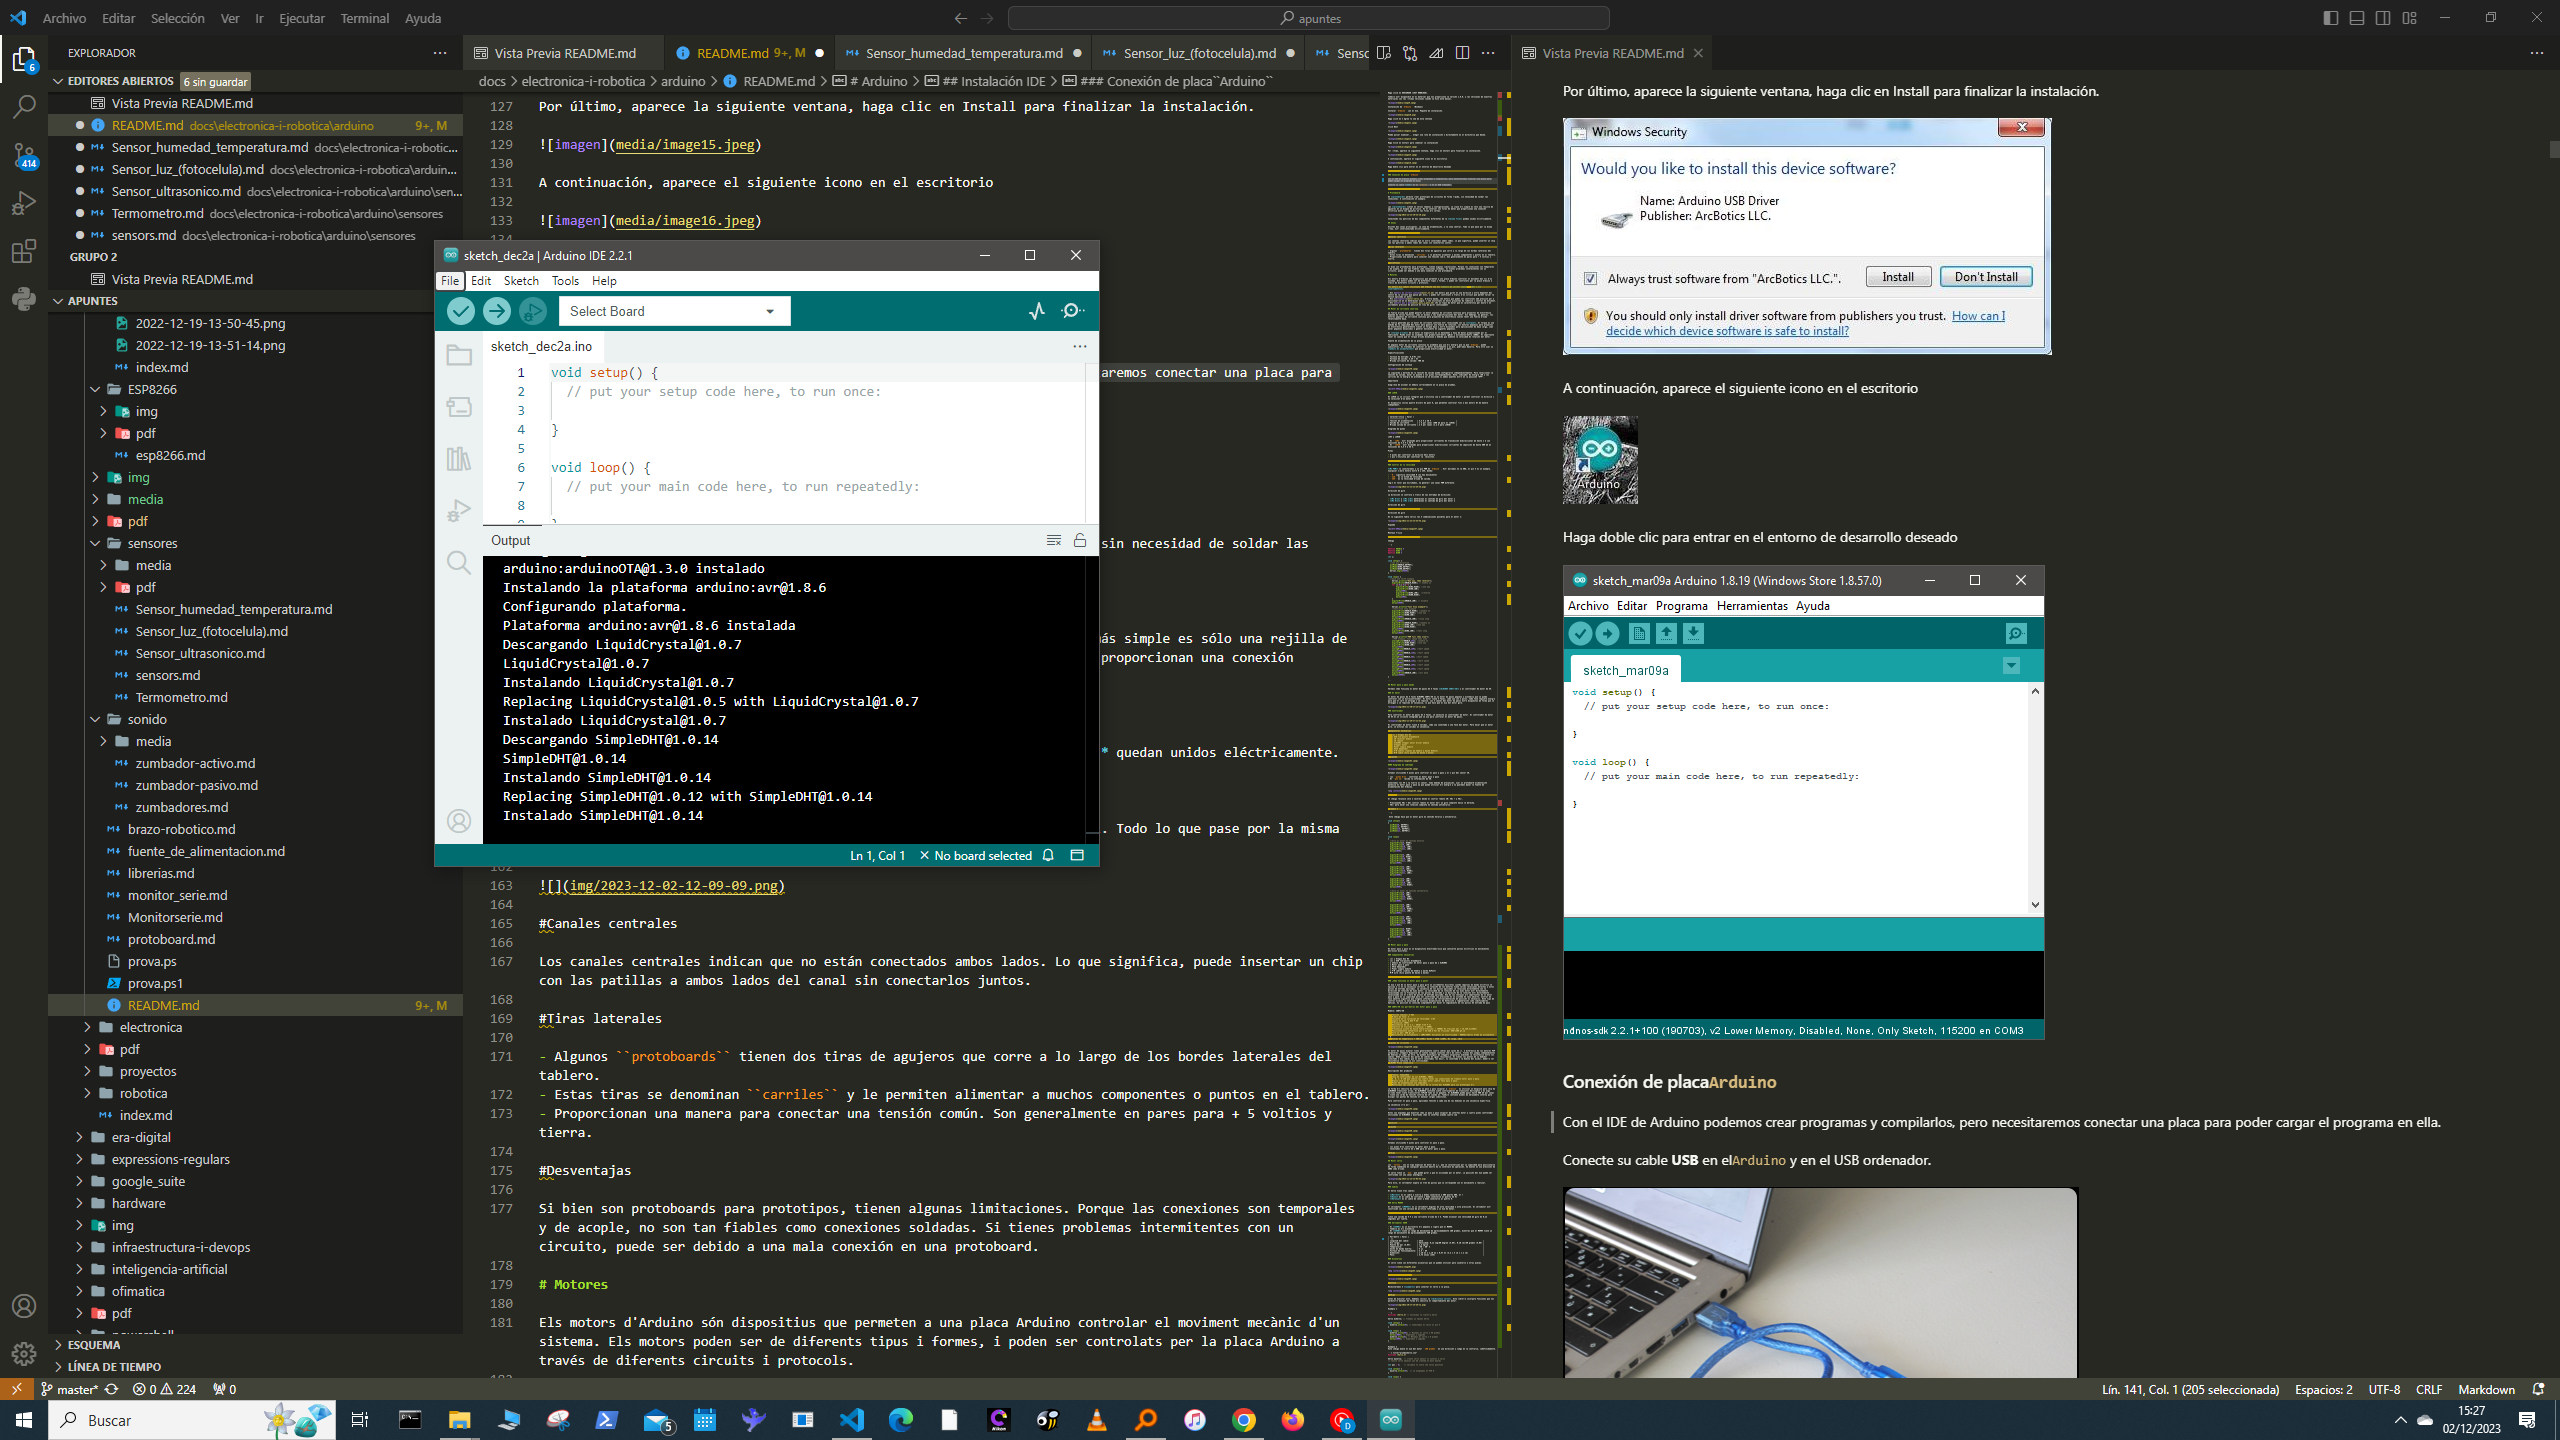 Archivo Editar Selección Ver Ir Ejecutar Terminal Ayuda
apuntes
EXPLORADOR
EDITORES ABIERTOS 6 sin guardar
Vista Previa README.md
README.md docs\electronica-i-robotica\arduino 9+, M
Sensor_humedad_temperatura.md docs\electronica-i-robotic...
Sensor_luz_(fotocelula).md docs\electronica-i-robotica\arduin...
Sensor_ultrasonico.md docs\electronica-i-robotica\arduino\sen...
Termometro.md docs\electronica-i-robotica\arduino\sensores
sensors.md docs\electronica-i-robotica\arduino\sensores
GRUPO 2
Vista Previa README.md
APUNTES
2022-12-19-13-50-45.png
2022-12-19-13-51-14.png
index.md
ESP8266
img
pdf
esp8266.md
img
media
pdf
sensores
media
pdf
Sensor_humedad_temperatura.md
Sensor_luz_(fotocelula).md
Sensor_ultrasonico.md
sensors.md
Termometro.md
sonido
media
zumbador-activo.md
zumbador-pasivo.md
zumbadores.md
brazo-robotico.md
fuente_de_alimentacion.md
librerias.md
monitor_serie.md
Monitorserie.md
protoboard.md
prova.ps
prova.ps1
README.md 9+, M
electronica
pdf
proyectos
robotica
index.md
era-digital
expressions-regulars
google_suite
hardware
img
infraestructura-i-devops
inteligencia-artificial
ofimatica
pdf
powershell
ESQUEMA
LÍNEA DE TIEMPO
6
414
Vista Previa README.md
README.md 9+, M
Sensor_humedad_temperatura.md
Sensor_luz_(fotocelula).md
Senso
docs > electronica-i-robotica > arduino > README.md > # Arduino > ## Instalación IDE > ### Conexión de placa``Arduino``
127 Por último, aparece la siguiente ventana, haga clic en Install para finalizar la instalación.
128
129 ![imagen](media/image15.jpeg)
130
131 A continuación, aparece el siguiente icono en el escritorio
132
133 ![imagen](media/image16.jpeg)
134
aremos conectar una placa para
sin necesidad de soldar las
ás simple es sólo una rejilla de
proporcionan una conexión
* quedan unidos eléctricamente.
. Todo lo que pase por la misma
162
163 ![](img/2023-12-02-12-09-09.png)
164
165 #Canales centrales
166
167 Los canales centrales indican que no están conectados ambos lados. Lo que significa, puede insertar un chip
con las patillas a ambos lados del canal sin conectarlos juntos.
168
169 #Tiras laterales
170
171 - Algunos ``protoboards`` tienen dos tiras de agujeros que corre a lo largo de los bordes laterales del
tablero.
172 - Estas tiras se denominan ``carriles`` y le permiten alimentar a muchos componentes o puntos en el tablero.
173 - Proporcionan una manera para conectar una tensión común. Son generalmente en pares para + 5 voltios y
tierra.
174
175 #Desventajas
176
177 Si bien son protoboards para prototipos, tienen algunas limitaciones. Porque las conexiones son temporales
y de acople, no son tan fiables como conexiones soldadas. Si tienes problemas intermitentes con un
circuito, puede ser debido a una mala conexión en una protoboard.
178
179 # Motores
180
181 Els motors d'Arduino són dispositius que permeten a una placa Arduino controlar el moviment mecànic d'un
sistema. Els motors poden ser de diferents tipus i formes, i poden ser controlats per la placa Arduino a
través de diferents circuits i protocols.
sketch_dec2a | Arduino IDE 2.2.1
File Edit Sketch Tools Help
Select Board
sketch_dec2a.ino
1 void setup() {
2 // put your setup code here, to run once:
3
4 }
5
6 void loop() {
7 // put your main code here, to run repeatedly:
8
9 }
Output
arduino:arduinoOTA@1.3.0 instalado
Instalando la plataforma arduino:avr@1.8.6
Configurando plataforma.
Plataforma arduino:avr@1.8.6 instalada
Descargando LiquidCrystal@1.0.7
LiquidCrystal@1.0.7
Instalando LiquidCrystal@1.0.7
Replacing LiquidCrystal@1.0.5 with LiquidCrystal@1.0.7
Instalado LiquidCrystal@1.0.7
Descargando SimpleDHT@1.0.14
SimpleDHT@1.0.14
Instalando SimpleDHT@1.0.14
Replacing SimpleDHT@1.0.12 with SimpleDHT@1.0.14
Instalado SimpleDHT@1.0.14
Ln 1, Col 1 × No board selected
Vista Previa README.md
Por último, aparece la siguiente ventana, haga clic en Install para finalizar la instalación.
Windows Security
Would you like to install this device software?
Name: Arduino USB Driver
Publisher: ArcBotics LLC.
Always trust software from "ArcBotics LLC.".
Install
Don't Install
You should only install driver software from publishers you trust. How can I
decide which device software is safe to install?
A continuación, aparece el siguiente icono en el escritorio
Arduino
Haga doble clic para entrar en el entorno de desarrollo deseado
sketch_mar09a Arduino 1.8.19 (Windows Store 1.8.57.0)
Archivo Editar Programa Herramientas Ayuda
sketch_mar09a
void setup() {
// put your setup code here, to run once:
}
void loop() {
// put your main code here, to run repeatedly:
}
ndnos-sdk 2.2.1+100 (190703), v2 Lower Memory, Disabled, None, Only Sketch, 115200 en COM3
Conexión de placaArduino
Con el IDE de Arduino podemos crear programas y compilarlos, pero necesitaremos conectar una placa para poder cargar el programa en ella.
Conecte su cable USB en elArduino y en el USB ordenador.
master* 0 224 0
Lín. 141, Col. 1 (205 seleccionada) Espacios: 2 UTF-8 CRLF Markdown
Buscar
5
15:27
02/12/2023